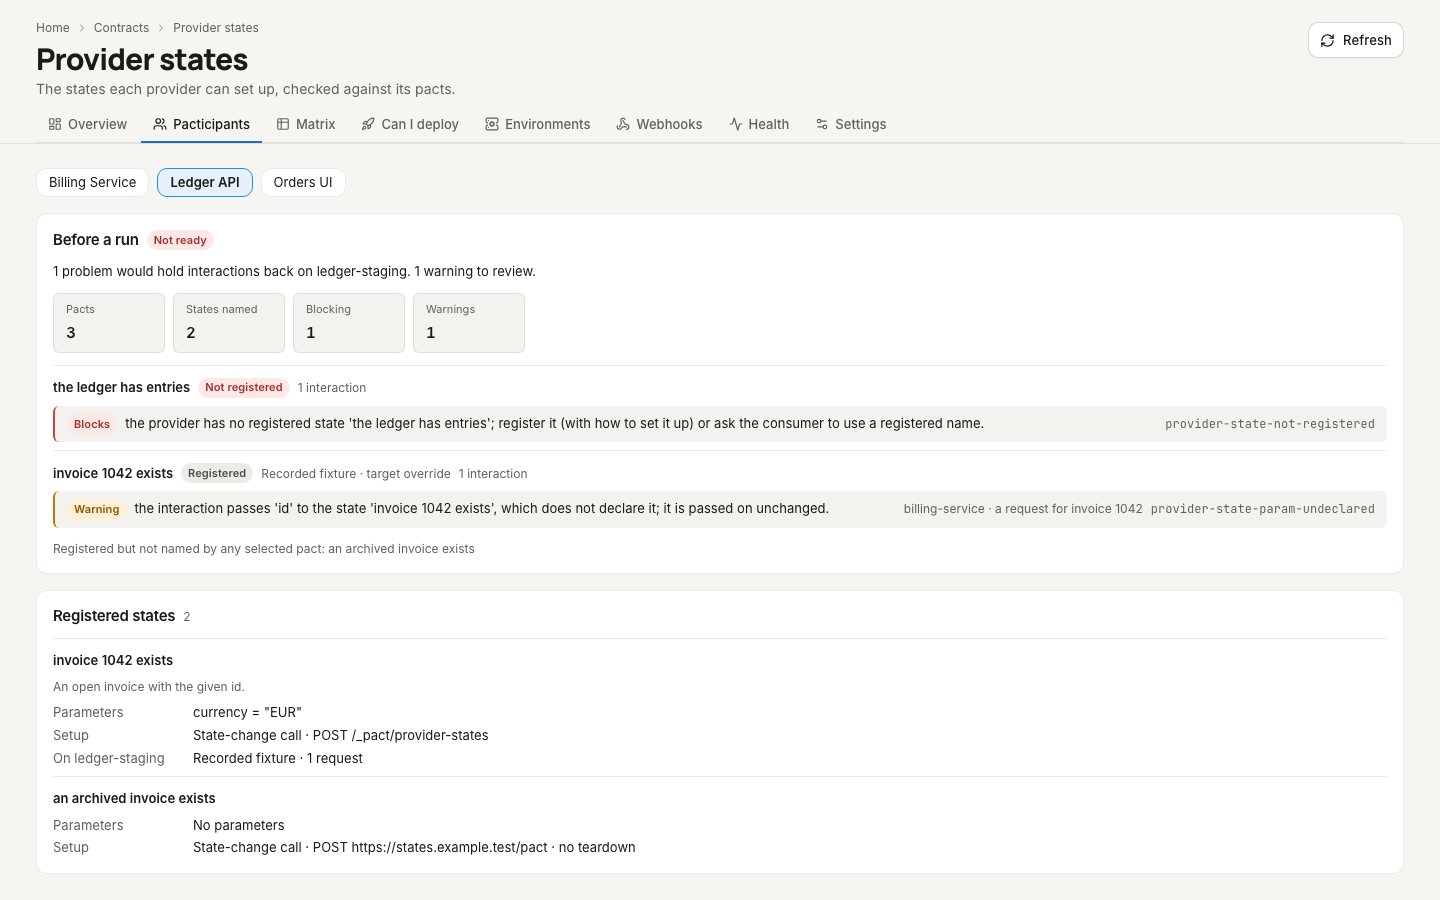 Home > Contracts > Provider states
Provider states
Refresh
The states each provider can set up, checked against its pacts.
Overview Pacticipants Matrix Can I deploy Environments Webhooks Health Settings
Billing Service Ledger API Orders UI
Before a run Not ready
1 problem would hold interactions back on ledger-staging. 1 warning to review.
Pacts States named Blocking Warnings
3 2 1 1
the ledger has entries Not registered 1 interaction
Blocks the provider has no registered state 'the ledger has entries'; register it (with how to set it up) or ask the consumer to use a registered name. provider-state-not-registered
invoice 1042 exists Registered Recorded fixture · target override 1 interaction
Warning the interaction passes 'id' to the state 'invoice 1042 exists', which does not declare it; it is passed on unchanged. billing-service · a request for invoice 1042 provider-state-param-undeclared
Registered but not named by any selected pact: an archived invoice exists
Registered states 2
invoice 1042 exists
An open invoice with the given id.
Parameters currency = "EUR"
Setup State-change call · POST /_pact/provider-states
On ledger-staging Recorded fixture · 1 request
an archived invoice exists
Parameters No parameters
Setup State-change call · POST https://states.example.test/pact · no teardown